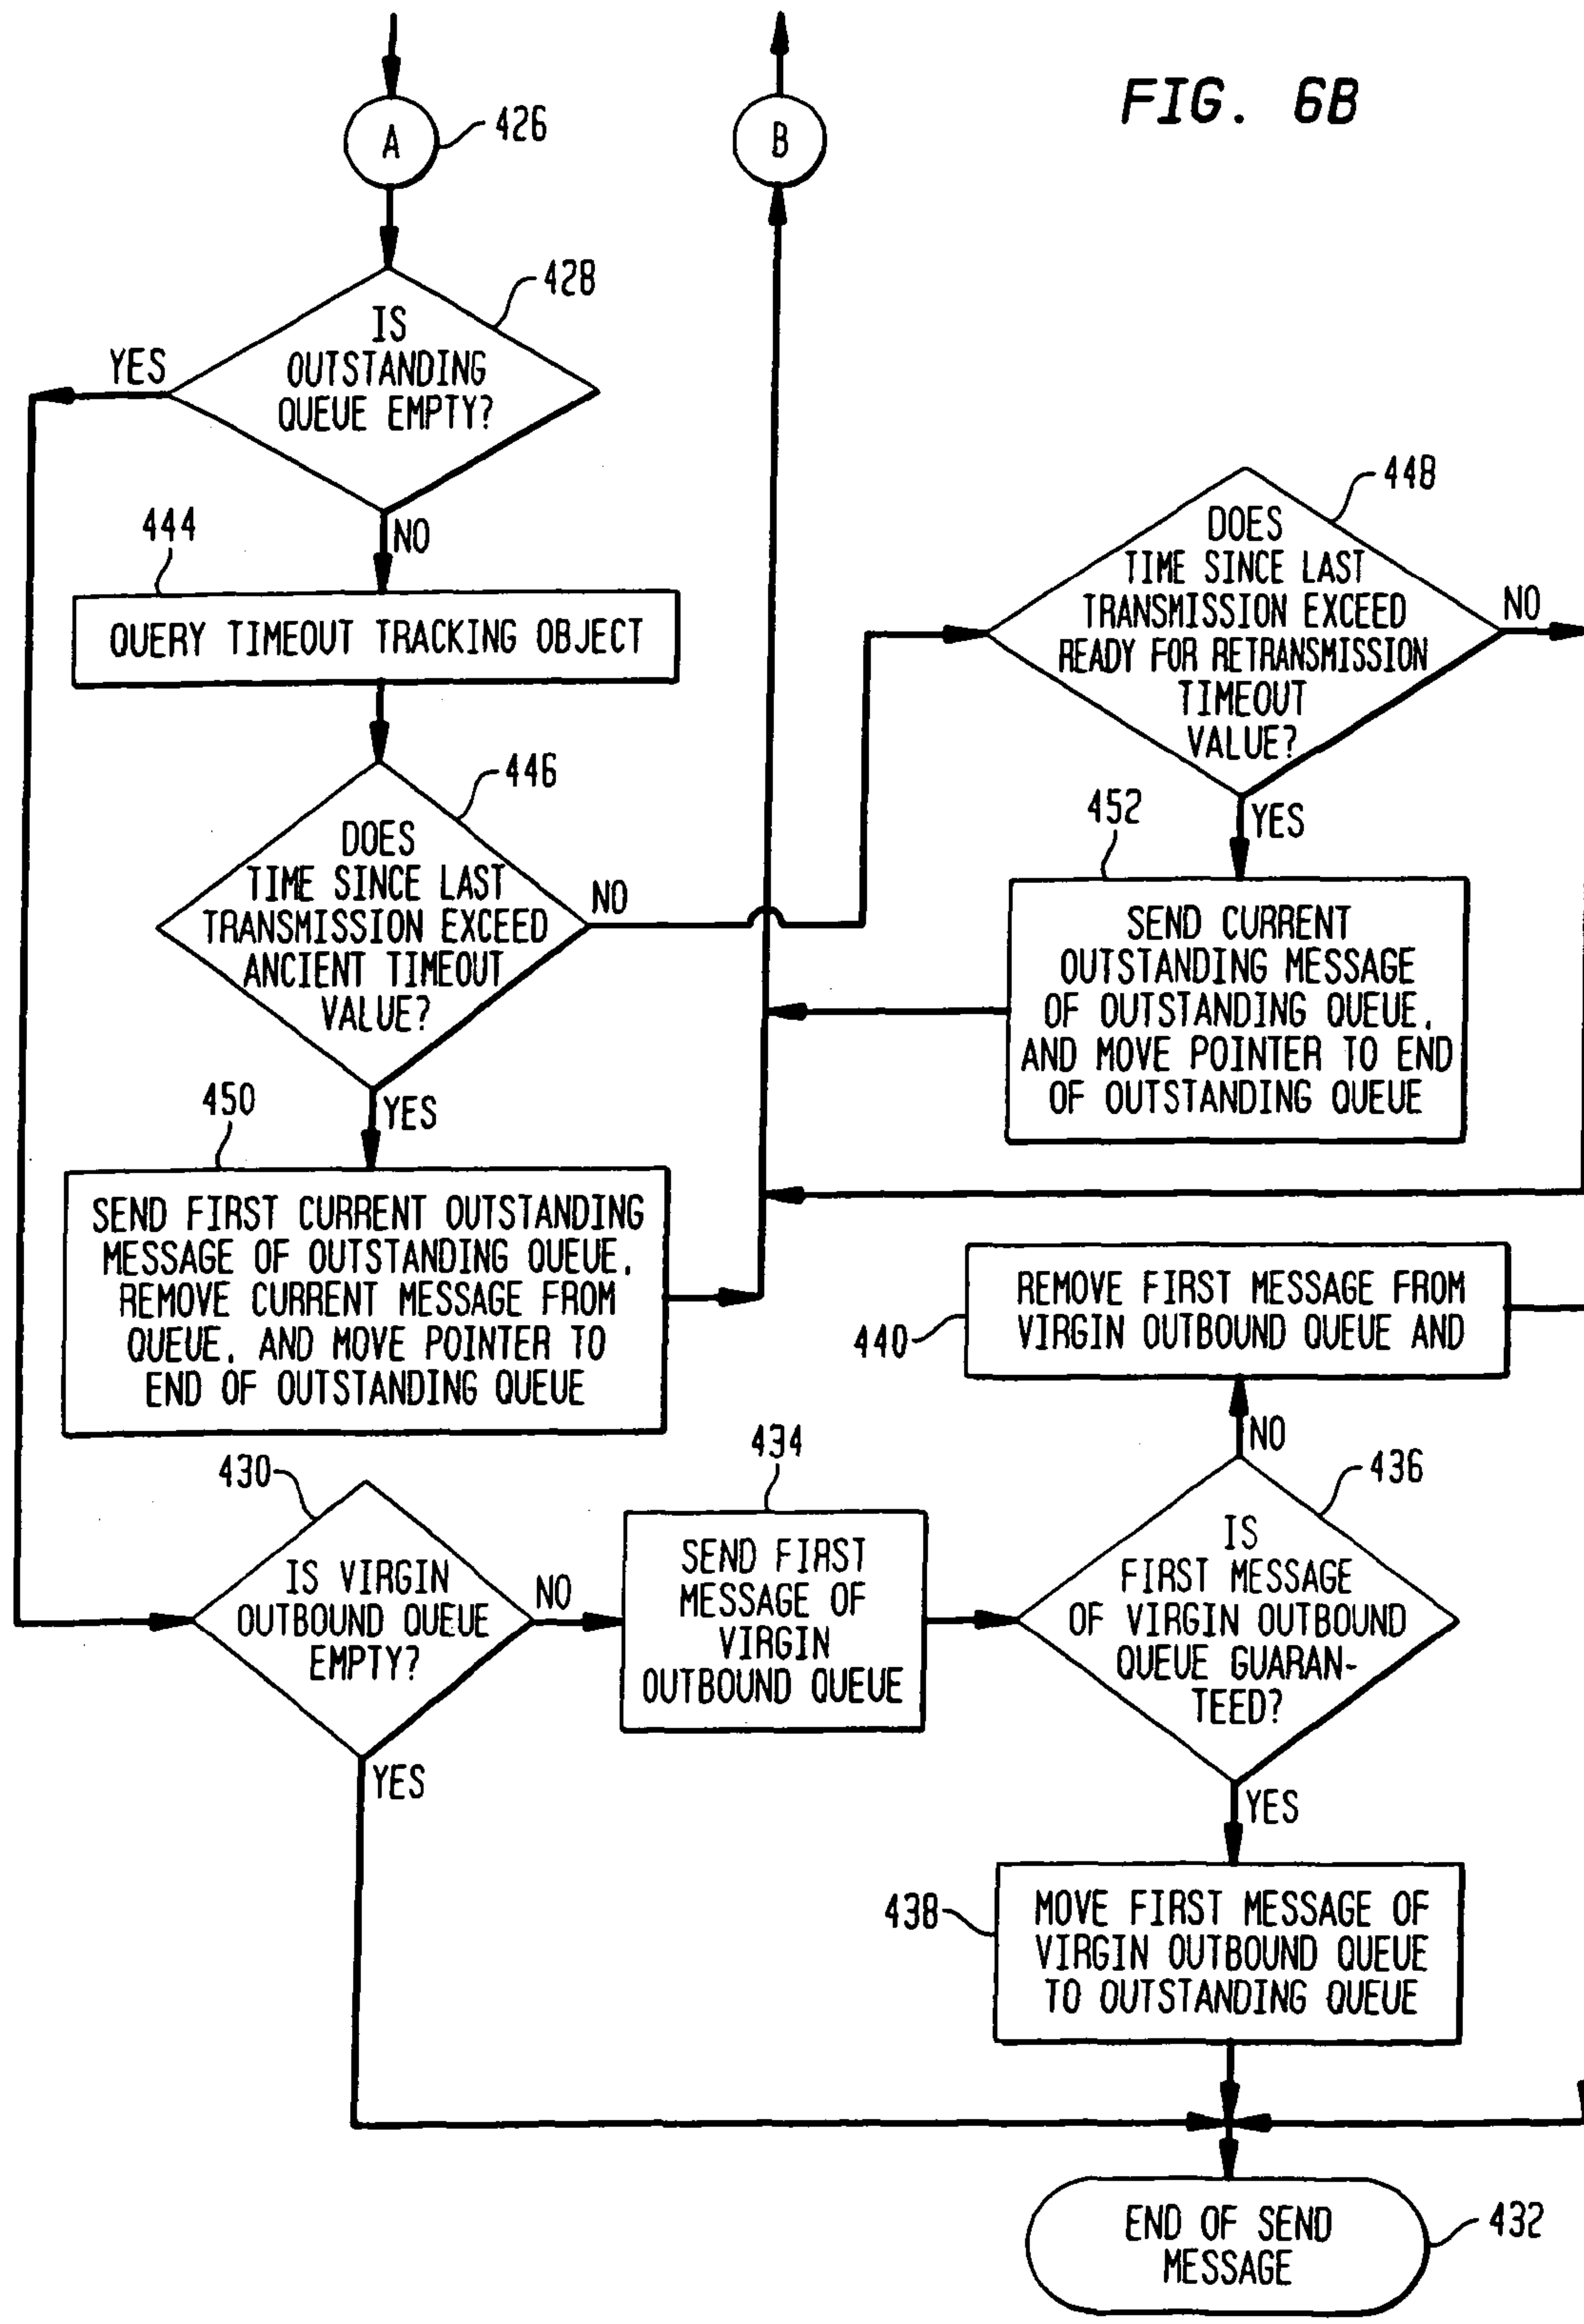 FIG. 6B
A
426
B
428
IS
OUTSTANDING
QUEUE EMPTY?
YES
NO
444
QUERY TIMEOUT TRACKING OBJECT
446
DOES
TIME SINCE LAST
TRANSMISSION EXCEED
ANCIENT TIMEOUT
VALUE?
NO
YES
448
DOES
TIME SINCE LAST
TRANSMISSION EXCEED
READY FOR RETRANSMISSION
TIMEOUT
VALUE?
NO
YES
452
SEND CURRENT
OUTSTANDING MESSAGE
OF OUTSTANDING QUEUE,
AND MOVE POINTER TO END
OF OUTSTANDING QUEUE
450
SEND FIRST CURRENT OUTSTANDING
MESSAGE OF OUTSTANDING QUEUE,
REMOVE CURRENT MESSAGE FROM
QUEUE, AND MOVE POINTER TO
END OF OUTSTANDING QUEUE
440
REMOVE FIRST MESSAGE FROM
VIRGIN OUTBOUND QUEUE AND
NO
430
IS VIRGIN
OUTBOUND QUEUE
EMPTY?
NO
YES
434
SEND FIRST
MESSAGE OF
VIRGIN
OUTBOUND QUEUE
436
IS
FIRST MESSAGE
OF VIRGIN OUTBOUND
QUEUE GUARAN-
TEED?
YES
438
MOVE FIRST MESSAGE OF
VIRGIN OUTBOUND QUEUE
TO OUTSTANDING QUEUE
END OF SEND
MESSAGE
432